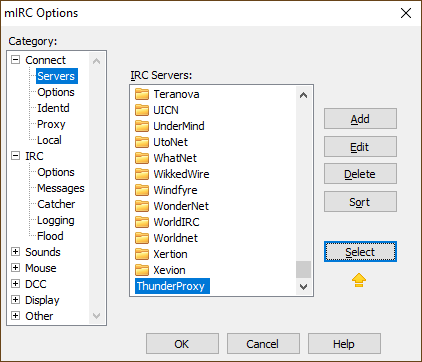 mIRC Options
Category:
Connect
Servers
Options
Identd
Proxy
Local
IRC
Options
Messages
Catcher
Logging
Flood
Sounds
Mouse
DCC
Display
Other
IRC Servers:
Teranova
UICN
UnderMind
UtoNet
WhatNet
WikkedWire
Windfyre
WonderNet
WorldIRC
Worldnet
Xertion
Xevion
ThunderProxy
Add
Edit
Delete
Sort
Select
OK
Cancel
Help